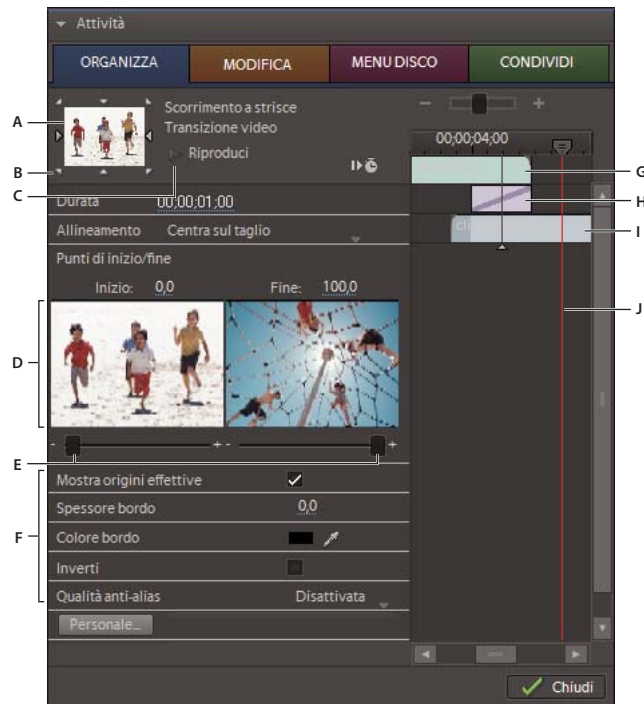 Attività
ORGANIZZA MODIFICA MENU DISCO CONDIVIDI
A
Scorrimento a strisce
Transizione video
Riproduci
B
C
00;00;04;00
G
H
I
J
Durata 00;00;01;00
Allineamento Centra sul taglio
Punti di inizio/fine
Inizio: 0,0 Fine: 100,0
D
E
F
Mostra origini effettive
Spessore bordo 0,0
Colore bordo
Inverti
Qualità anti-alias Disattivata
Personale...
Chiudi